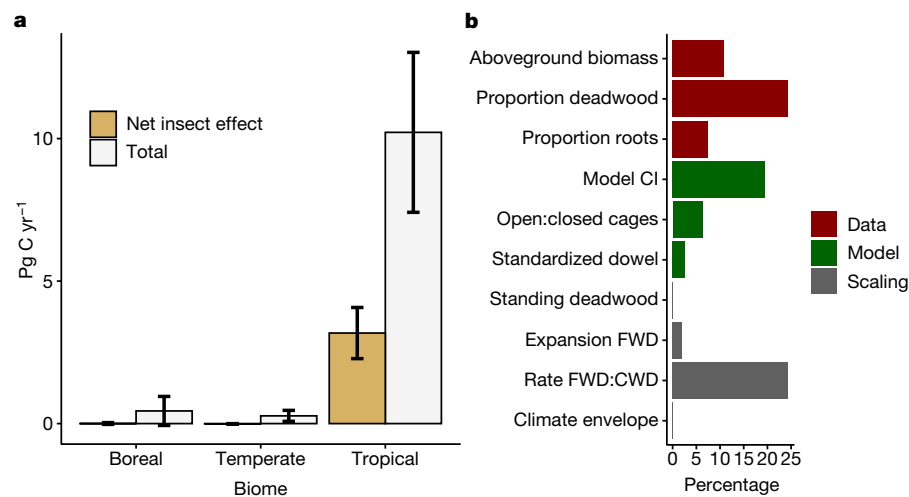 a
Pg C yr⁻¹
10
5
0
Net insect effect
Total
Boreal
Temperate
Tropical
Biome
b
Aboveground biomass
Proportion deadwood
Proportion roots
Model CI
Open:closed cages
Standardized dowel
Standing deadwood
Expansion FWD
Rate FWD:CWD
Climate envelope
0 5 10 15 20 25
Percentage
Data
Model
Scaling